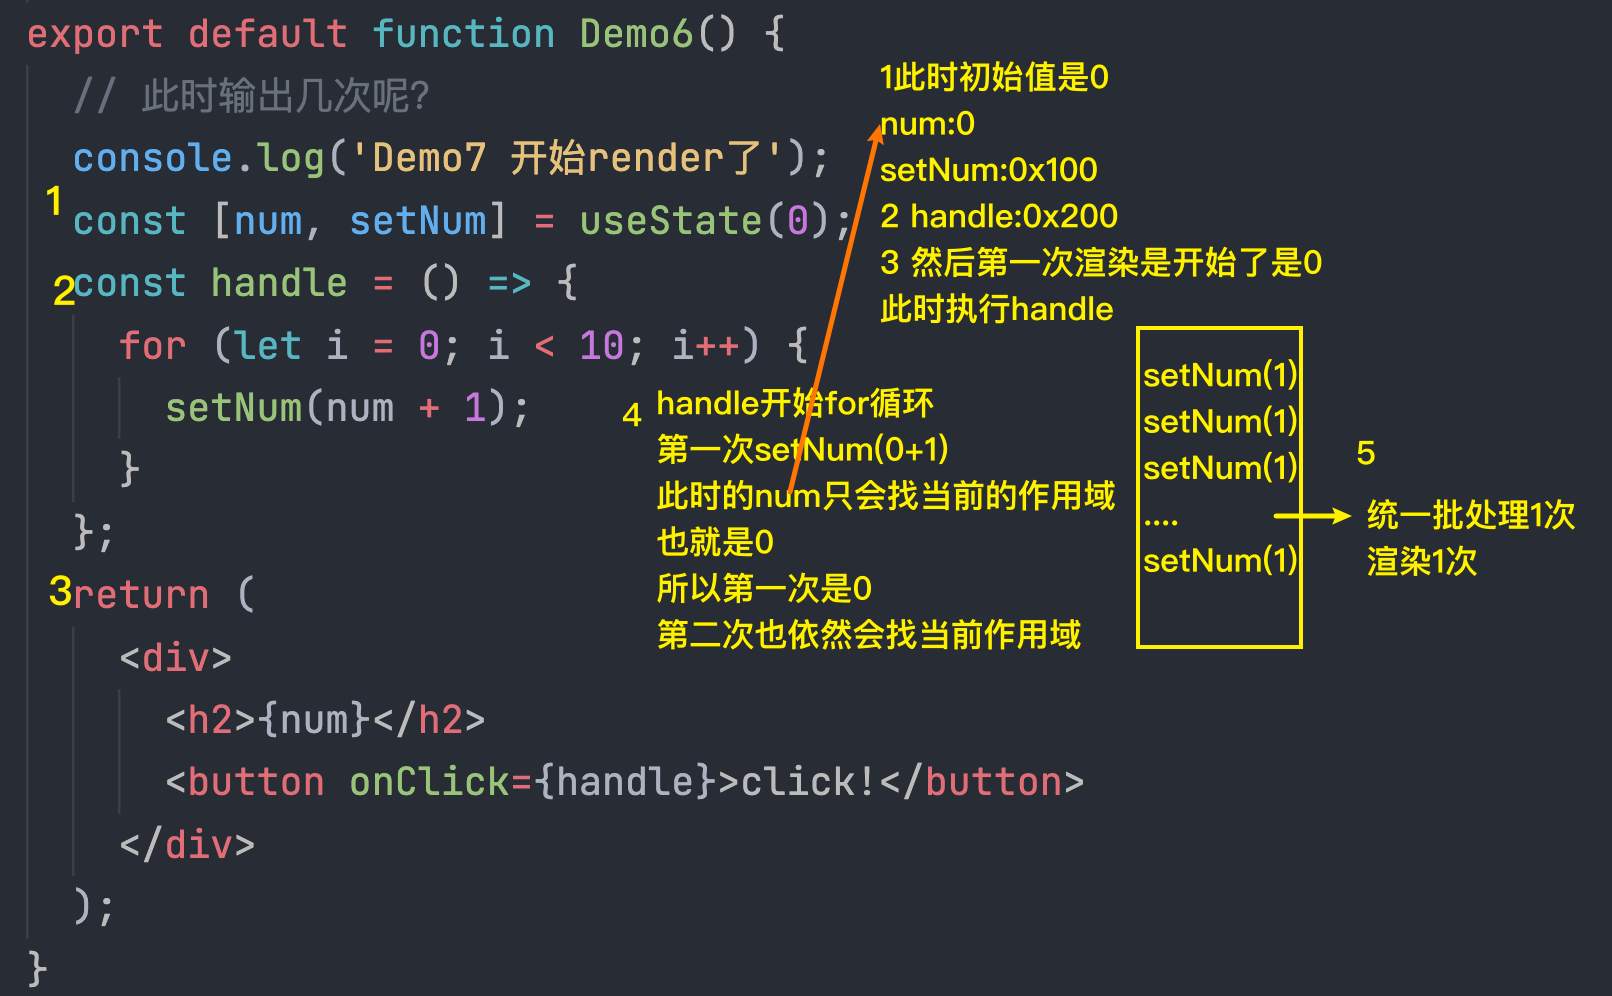 export default function Demo6() {
// 此时输出几次呢?
console.log('Demo7 开始render了');
1
const [num, setNum] = useState(0);
2
const handle = () => {
for (let i = 0; i < 10; i++) {
setNum(num + 1);
}
};
3
return (
<div>
<h2>{num}</h2>
<button onClick={handle}>click!</button>
</div>
);
}
1此时初始值是0
num:0
setNum:0x100
2 handle:0x200
3 然后第一次渲染是开始了是0
此时执行handle
4
handle开始for循环
第一次setNum(0+1)
此时的num只会找当前的作用域
也就是0
所以第一次是0
第二次也依然会找当前作用域
setNum(1)
setNum(1)
setNum(1)
....
setNum(1)
5
统一批处理1次
渲染1次